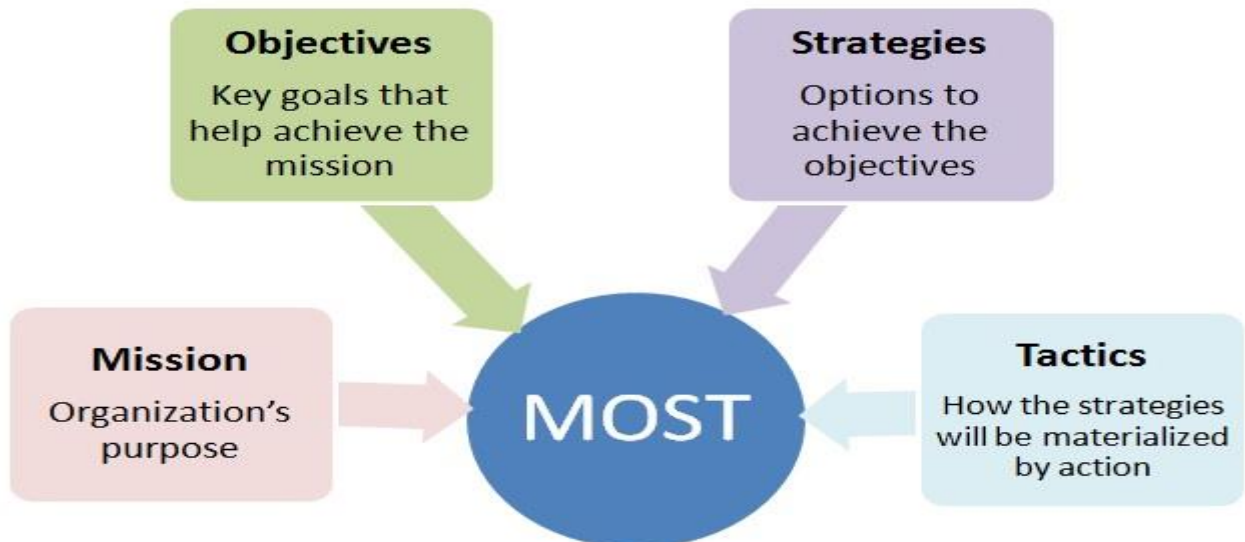 Objectives
Key goals that
help achieve the
mission
Strategies
Options to
achieve the
objectives
Mission
Organization's
purpose
MOST
Tactics
How the strategies
will be materialized
by action